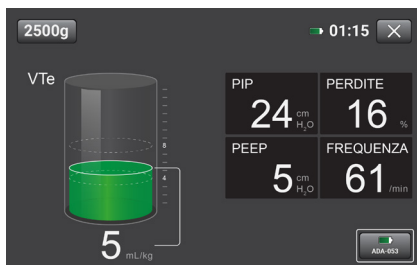 2500g
01:15
VTe
8
4
5 mL/kg
PIP
24 cm H₂O
PERDITE
16 %
PEEP
5 cm H₂O
FREQUENZA
61 /min
ADA-053